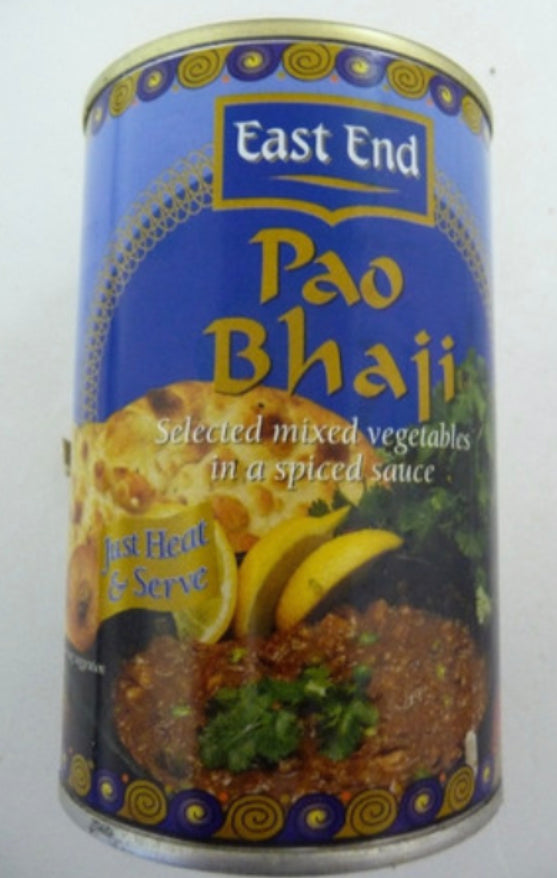 East End
Pao
Bhaji
Selected mixed vegetables
in a spiced sauce
Just Heat
& Serve